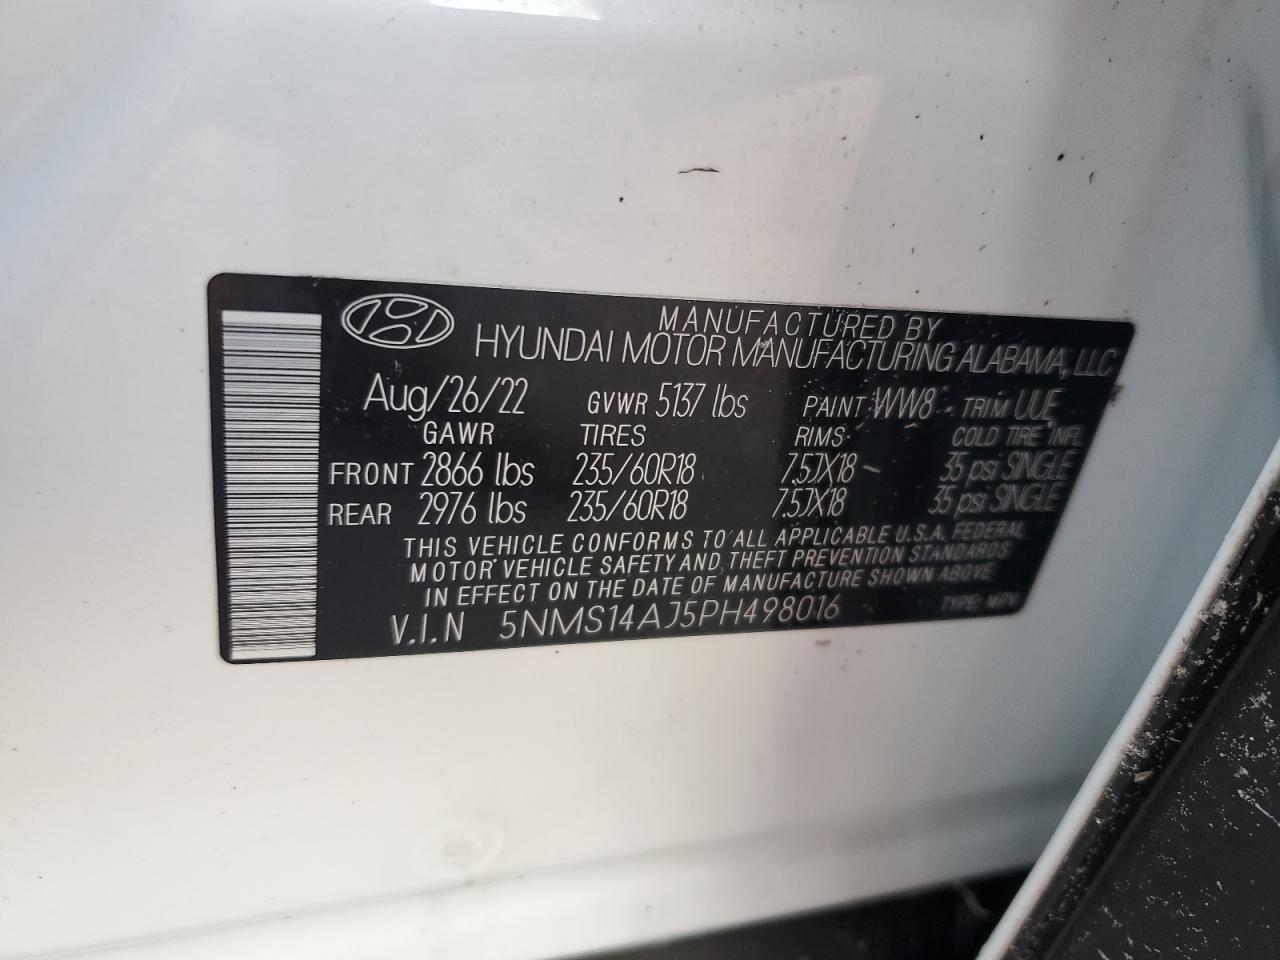 MANUFACTURED BY
HYUNDAI MOTOR MANUFACTURING ALABAMA, LLC
Aug/26/22 GVWR 5137 lbs PAINT WW8 TRIM UUE
GAWR TIRES RIMS COLD TIRE INFL
FRONT 2866 lbs 235/60R18 7.5JX18 35 psi SINGLE
REAR 2976 lbs 235/60R18 7.5JX18 35 psi SINGLE
THIS VEHICLE CONFORMS TO ALL APPLICABLE U.S.A. FEDERAL
MOTOR VEHICLE SAFETY AND THEFT PREVENTION STANDARDS
IN EFFECT ON THE DATE OF MANUFACTURE SHOWN ABOVE
V.I.N 5NMS14AJ5PH498016 TYPE: MPV